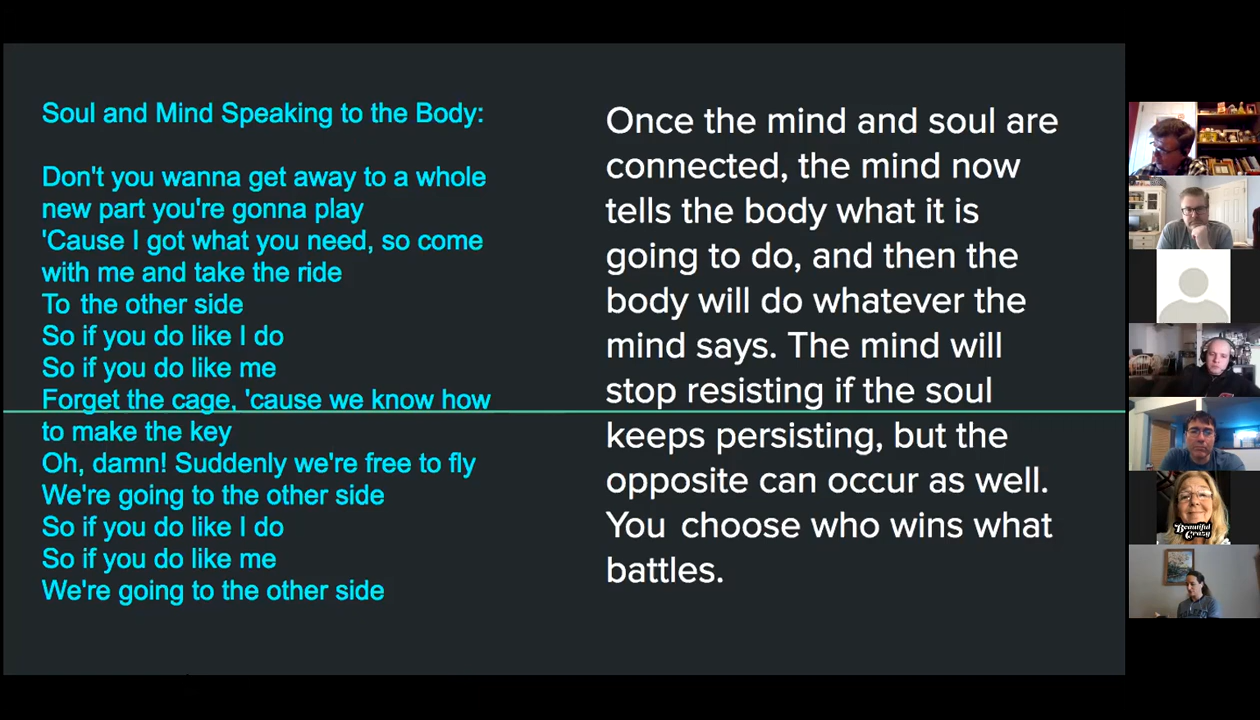 Soul and Mind Speaking to the Body:
Don't you wanna get away to a whole
new part you're gonna play
'Cause I got what you need, so come
with me and take the ride
To the other side
So if you do like I do
So if you do like me
Forget the cage, 'cause we know how
to make the key
Oh, damn! Suddenly we're free to fly
We're going to the other side
So if you do like I do
So if you do like me
We're going to the other side
Once the mind and soul are
connected, the mind now
tells the body what it is
going to do, and then the
body will do whatever the
mind says. The mind will
stop resisting if the soul
keeps persisting, but the
opposite can occur as well.
You choose who wins what
battles.
Beautiful
Crazy